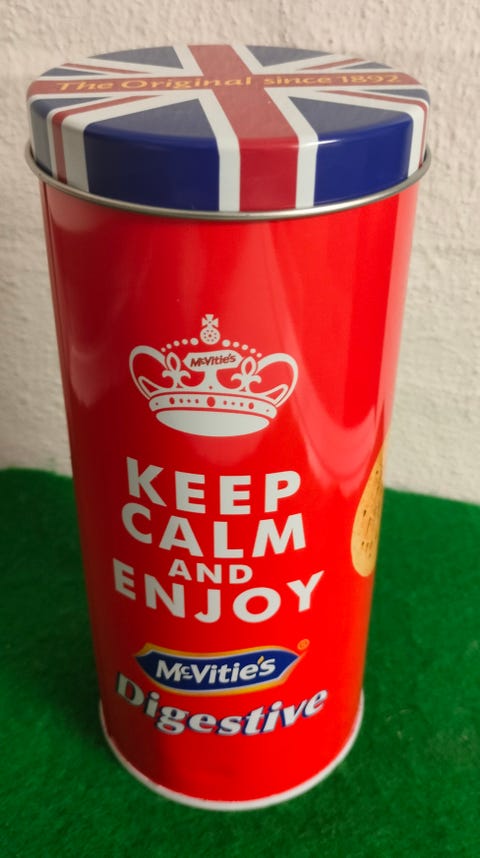 The Original since 1892
McVitie's
KEEP
CALM
AND
ENJOY
McVitie's ®
Digestive